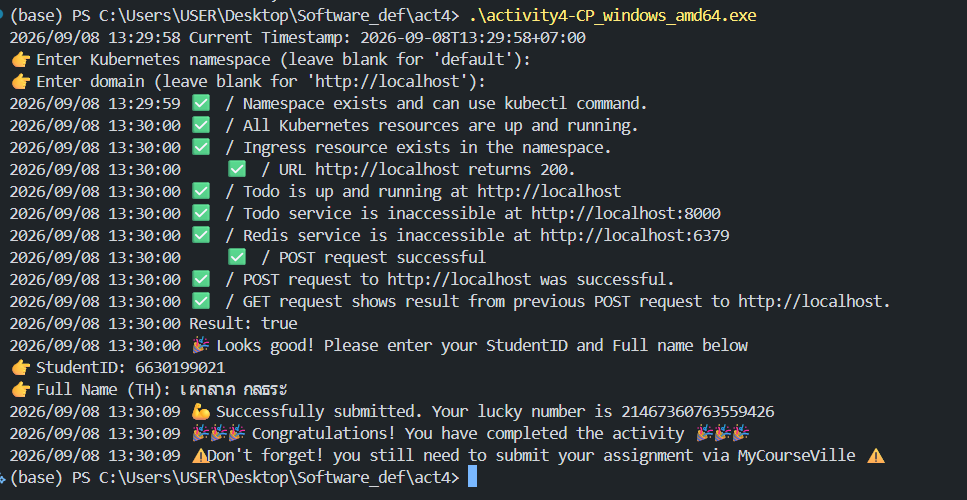 (base) PS C:\Users\USER\Desktop\Software_def\act4> .\activity4-CP_windows_amd64.exe
2026/09/08 13:29:58 Current Timestamp: 2026-09-08T13:29:58+07:00
👉 Enter Kubernetes namespace (leave blank for 'default'):
👉 Enter domain (leave blank for 'http://localhost'):
2026/09/08 13:29:59 ✅ / Namespace exists and can use kubectl command.
2026/09/08 13:30:00 ✅ / All Kubernetes resources are up and running.
2026/09/08 13:30:00 ✅ / Ingress resource exists in the namespace.
2026/09/08 13:30:00 ✅ / URL http://localhost returns 200.
2026/09/08 13:30:00 ✅ / Todo is up and running at http://localhost
2026/09/08 13:30:00 ✅ / Todo service is inaccessible at http://localhost:8000
2026/09/08 13:30:00 ✅ / Redis service is inaccessible at http://localhost:6379
2026/09/08 13:30:00 ✅ / POST request successful
2026/09/08 13:30:00 ✅ / POST request to http://localhost was successful.
2026/09/08 13:30:00 ✅ / GET request shows result from previous POST request to http://localhost.
2026/09/08 13:30:00 Result: true
2026/09/08 13:30:00 🎉 Looks good! Please enter your StudentID and Full name below
👉 StudentID: 6630199021
👉 Full Name (TH):
2026/09/08 13:30:09 💪 Successfully submitted. Your lucky number is 21467360763559426
2026/09/08 13:30:09 🎉🎉🎉 Congratulations! You have completed the activity 🎉🎉🎉
2026/09/08 13:30:09 ⚠️Don't forget! you still need to submit your assignment via MyCourseVille ⚠️
(base) PS C:\Users\USER\Desktop\Software_def\act4>